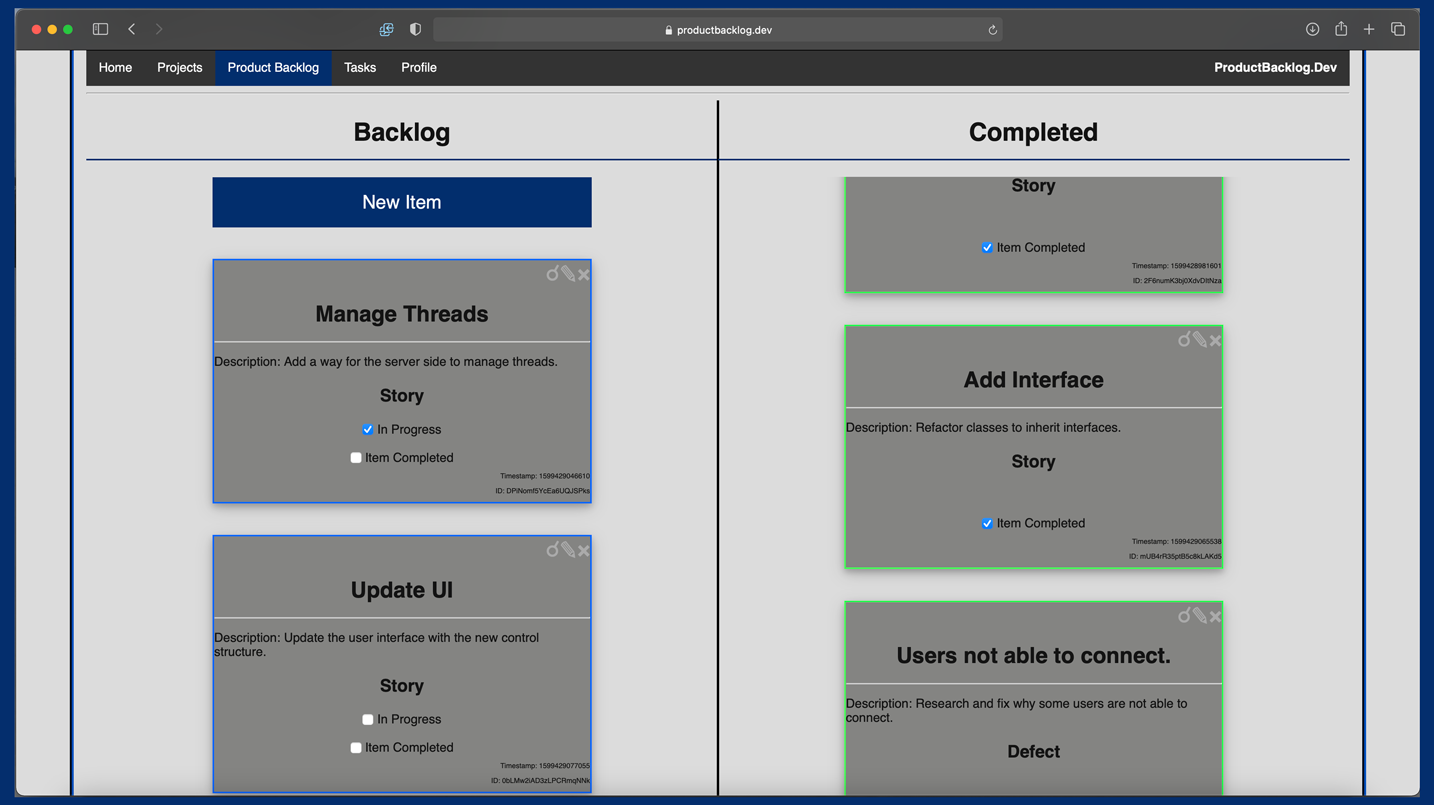 productbacklog.dev
Home Projects Product Backlog Tasks Profile ProductBacklog.Dev
Backlog
New Item
Manage Threads
Description: Add a way for the server side to manage threads.
Story
In Progress
Item Completed
Timestamp: 1599429046610
ID: DPiNomf5YcEa6UQJSPks
Update UI
Description: Update the user interface with the new control
structure.
Story
In Progress
Item Completed
Timestamp: 1599429077055
ID: 0bLMw2iAD3zLPCRmqNNk
Completed
Story
Item Completed
Timestamp: 1599428981601
ID: 2F6numK3bj0XdvDltNza
Add Interface
Description: Refactor classes to inherit interfaces.
Story
Item Completed
Timestamp: 1599429065538
ID: mUB4rR35ptB5c8kLAKd5
Users not able to connect.
Description: Research and fix why some users are not able to
connect.
Defect